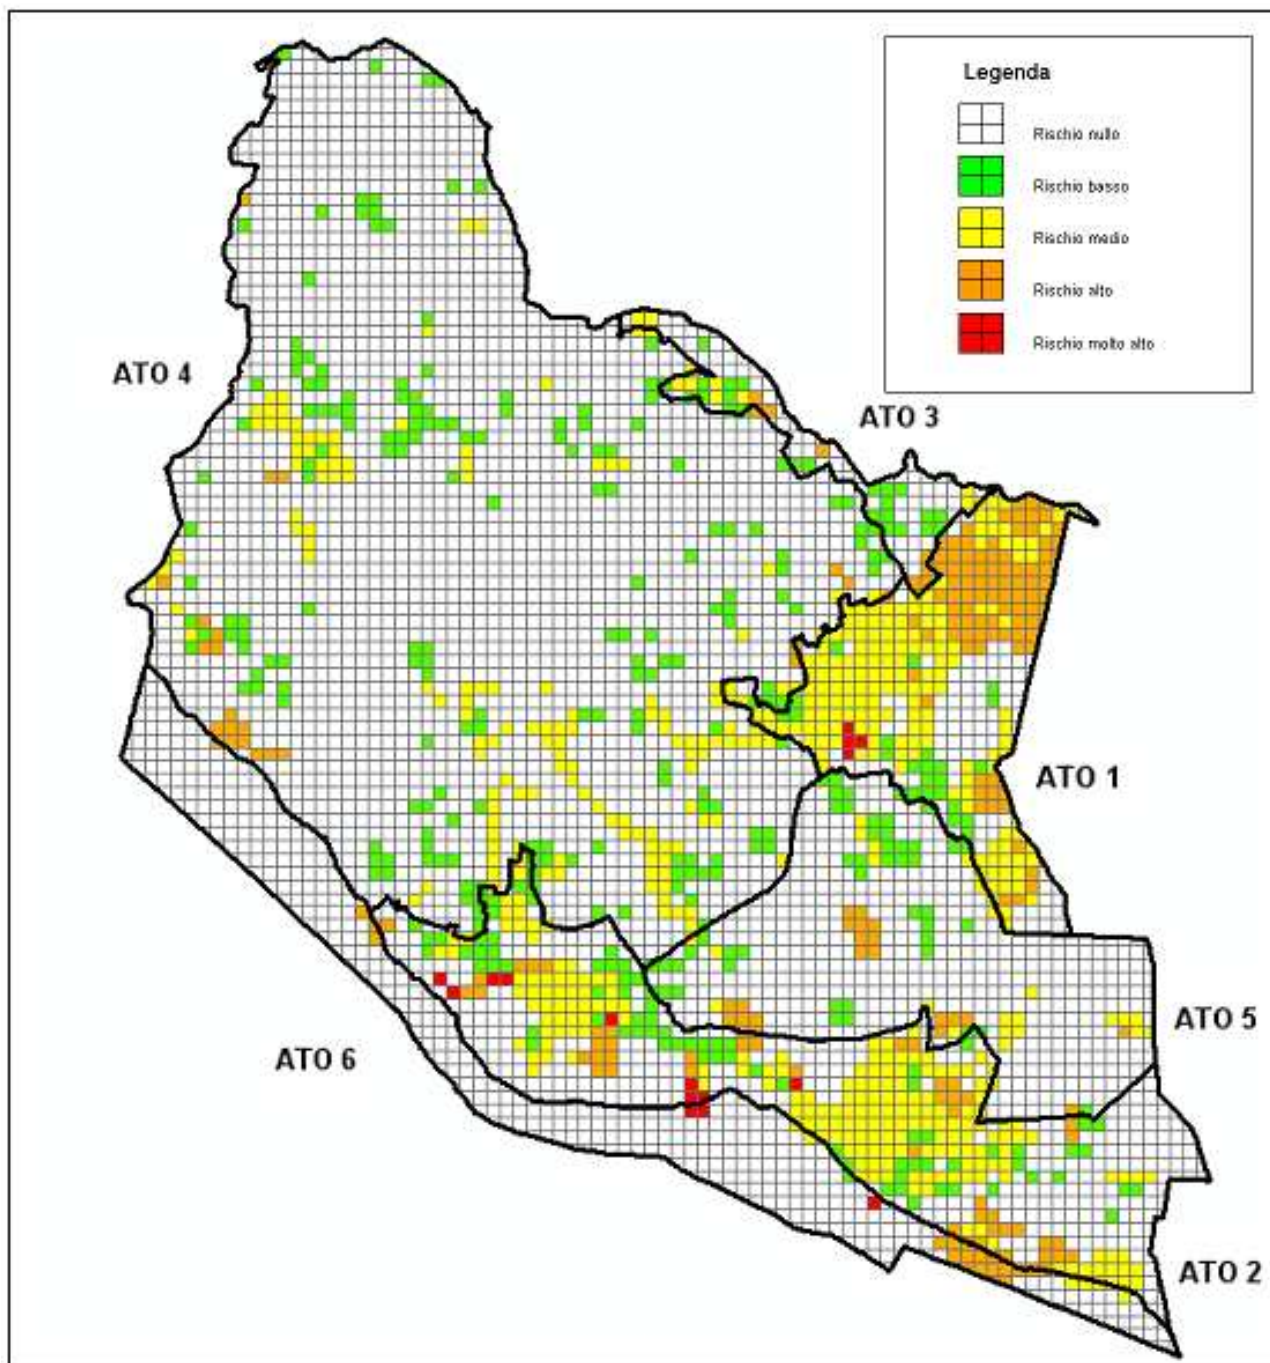 Legenda
Rischio nullo
Rischio basso
Rischio medio
Rischio alto
Rischio molto alto
ATO 4
ATO 3
ATO 1
ATO 5
ATO 6
ATO 2